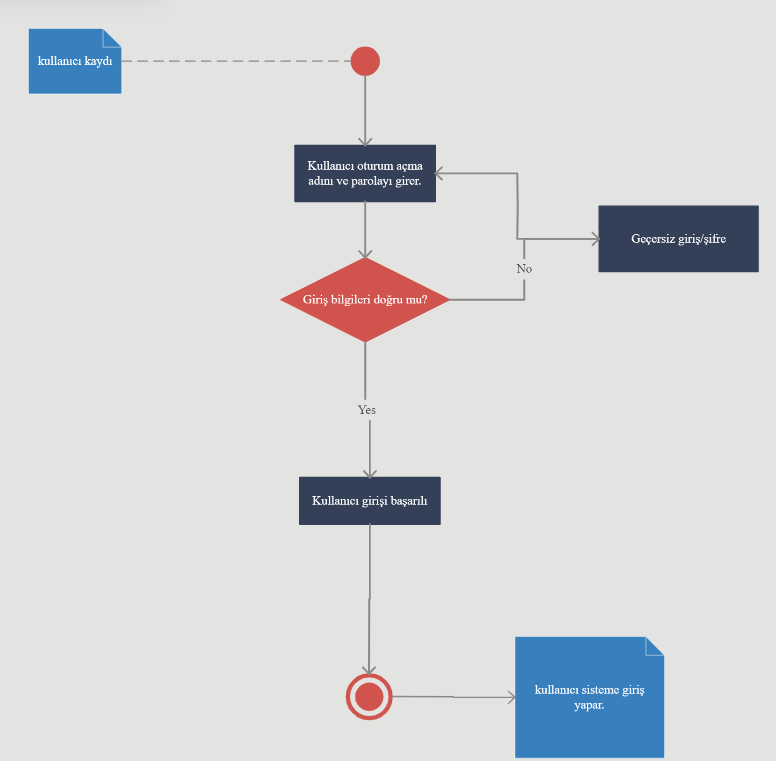 kullanıcı kaydı
Kullanıcı oturum açma
adını ve parolayı girer.
Geçersiz giriş/şifre
No
Giriş bilgileri doğru mu?
Yes
Kullanıcı girişi başarılı
kullanıcı sisteme giriş
yapar.